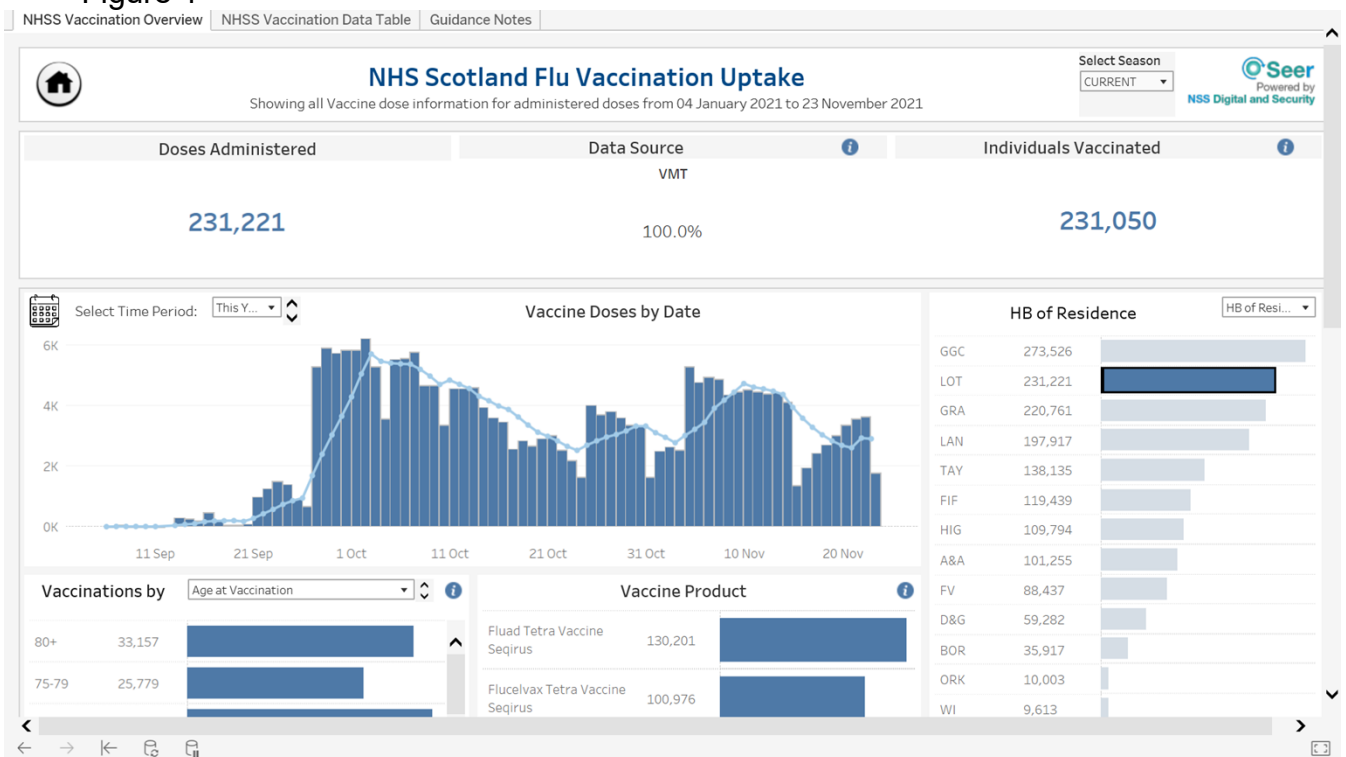 NHSS Vaccination Overview NHSS Vaccination Data Table Guidance Notes
NHS Scotland Flu Vaccination Uptake
Showing all Vaccine dose information for administered doses from 04 January 2021 to 23 November 2021
Select Season
CURRENT
Seer
Powered by
NSS Digital and Security
Doses Administered
231,221
Data Source
VMT
100.0%
Individuals Vaccinated
231,050
Select Time Period: This Y...
Vaccine Doses by Date
6K
4K
2K
0K
11 Sep 21 Sep 1 Oct 11 Oct 21 Oct 31 Oct 10 Nov 20 Nov
HB of Residence
HB of Resi...
GGC 273,526
LOT 231,221
GRA 220,761
LAN 197,917
TAY 138,135
FIF 119,439
HIG 109,794
A&A 101,255
FV 88,437
D&G 59,282
BOR 35,917
ORK 10,003
WI 9,613
Vaccinations by Age at Vaccination
80+ 33,157
75-79 25,779
Vaccine Product
Fluad Tetra Vaccine
Seqirus
130,201
Flucelvax Tetra Vaccine
Seqirus
100,976